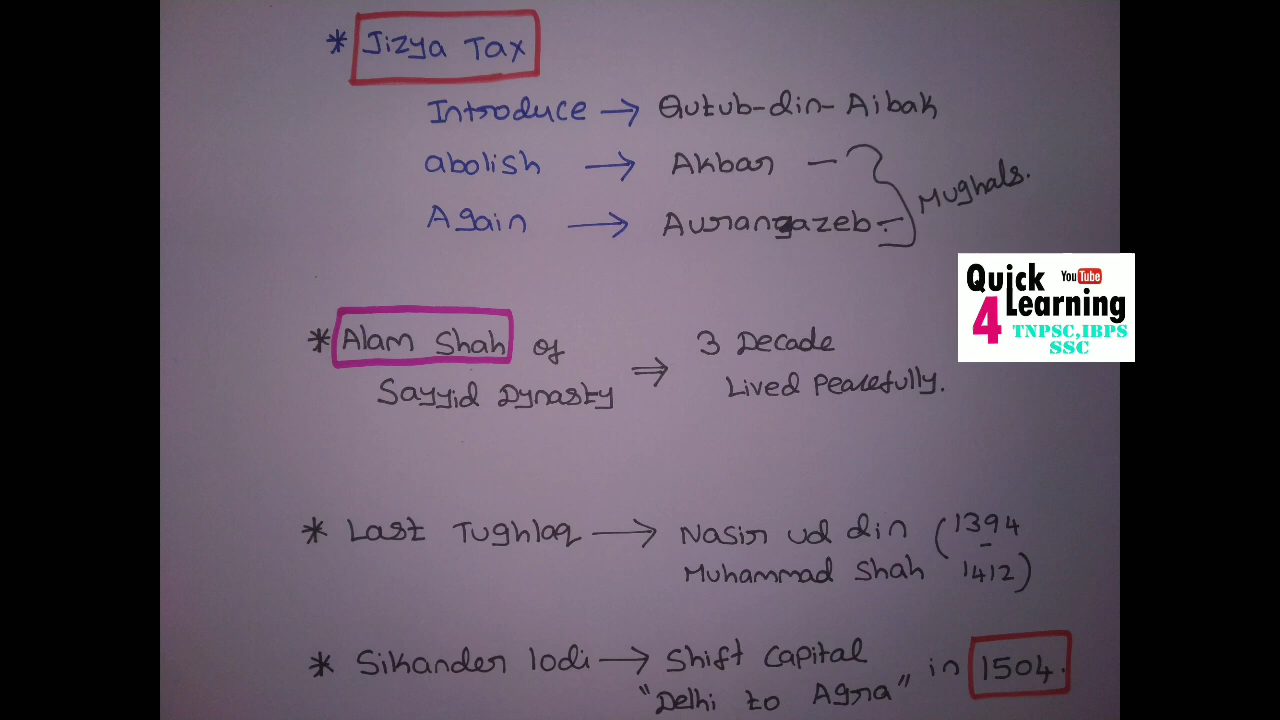 * Jizya Tax
Introduce → Qutub-din-Aibak
abolish → Akbar –
Again → Aurangazeb –
Mughals.
Quick YouTube
4 Learning
TNPSC,IBPS
SSC
* Alam Shah of ⇒ 3 Decade
Sayyid Dynasty Lived Peacefully.
* Last Tughlaq → Nasir ud din (1394
Muhammad Shah – 1412)
* Sikander lodi → Shift Capital
"Delhi to Agra" in 1504.